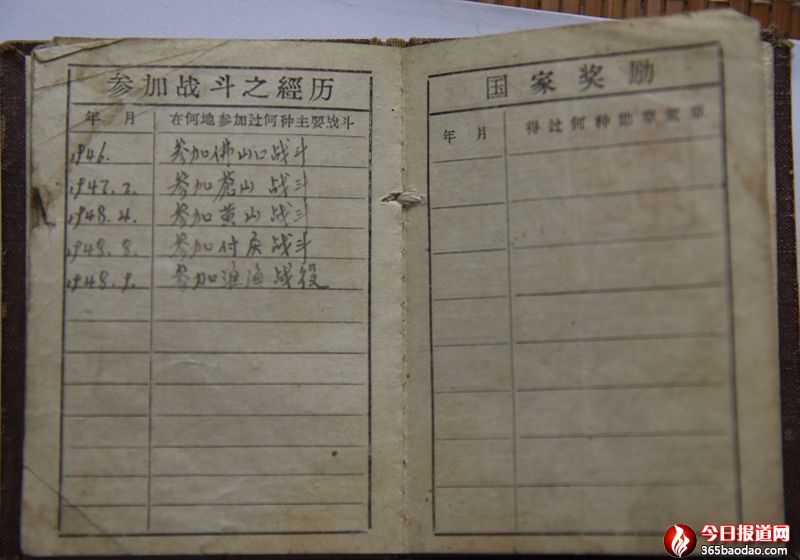 参加战斗之經历
年 月 在何地参加过何种主要战斗
1946. 参加佛山口战斗
1947.2. 参加蒼山战斗
1948.4. 参加黄山战斗
1948.8. 参加付庄战斗
1948.9. 参加淮海战役
国家奖励
年 月 得过何种勛章奖章
今日报道网
365baodao.com